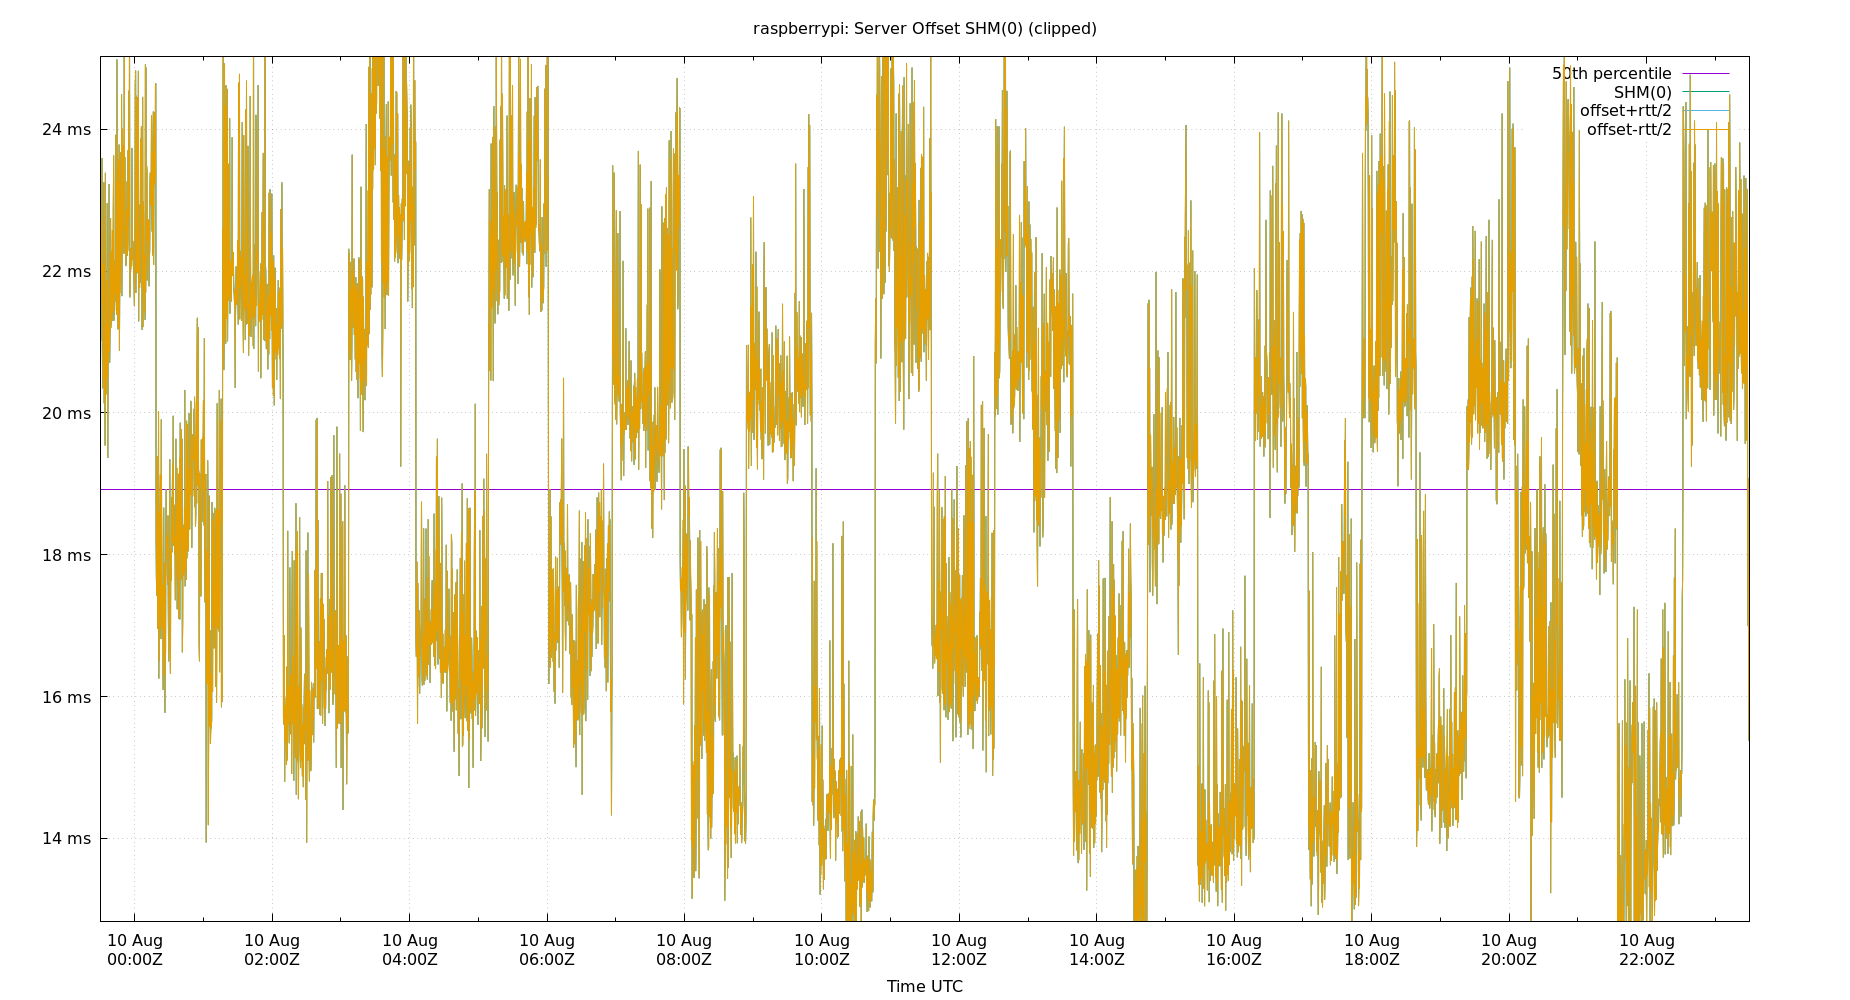 raspberrypi: Server Offset SHM(0) (clipped)
50th percentile
SHM(0)
offset+rtt/2
offset-rtt/2
24 ms
22 ms
20 ms
18 ms
16 ms
14 ms
10 Aug 10 Aug 10 Aug 10 Aug 10 Aug 10 Aug 10 Aug 10 Aug 10 Aug 10 Aug 10 Aug 10 Aug
00:00Z 02:00Z 04:00Z 06:00Z 08:00Z 10:00Z 12:00Z 14:00Z 16:00Z 18:00Z 20:00Z 22:00Z
Time UTC